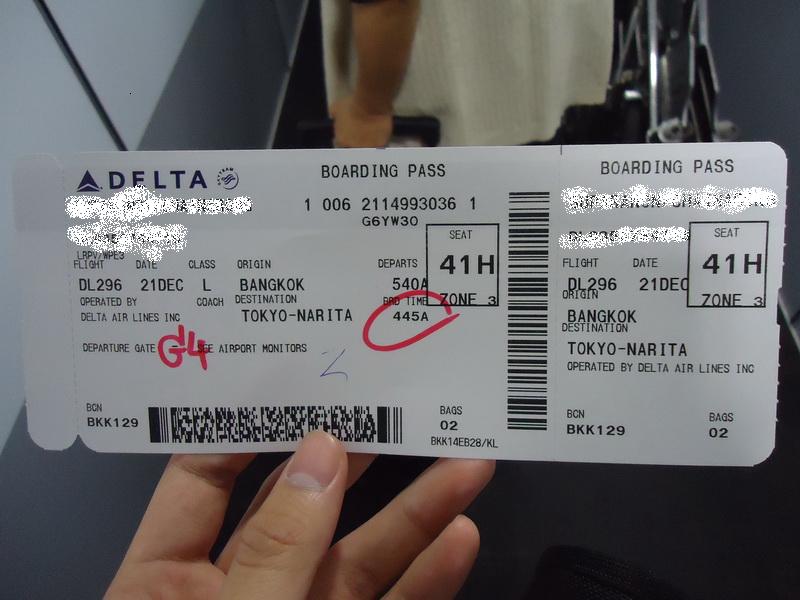 DELTA SKYTEAM
BOARDING PASS
1 006 2114993036 1
G6YW3O
LRPV/WPE3
FLIGHT DATE CLASS ORIGIN DEPARTS
DL296 21DEC L BANGKOK 540A
OPERATED BY COACH DESTINATION BRD TIME
DELTA AIR LINES INC TOKYO-NARITA 445A
SEAT
41H
ZONE 3
DEPARTURE GATE - SEE AIRPORT MONITORS
G4
BCN
BKK129
BAGS
02
BKK14EB28/KL
BOARDING PASS
SEAT
41H
ZONE 3
FLIGHT DATE
DL296 21DEC
ORIGIN
BANGKOK
DESTINATION
TOKYO-NARITA
OPERATED BY DELTA AIR LINES INC
BCN
BKK129
BAGS
02